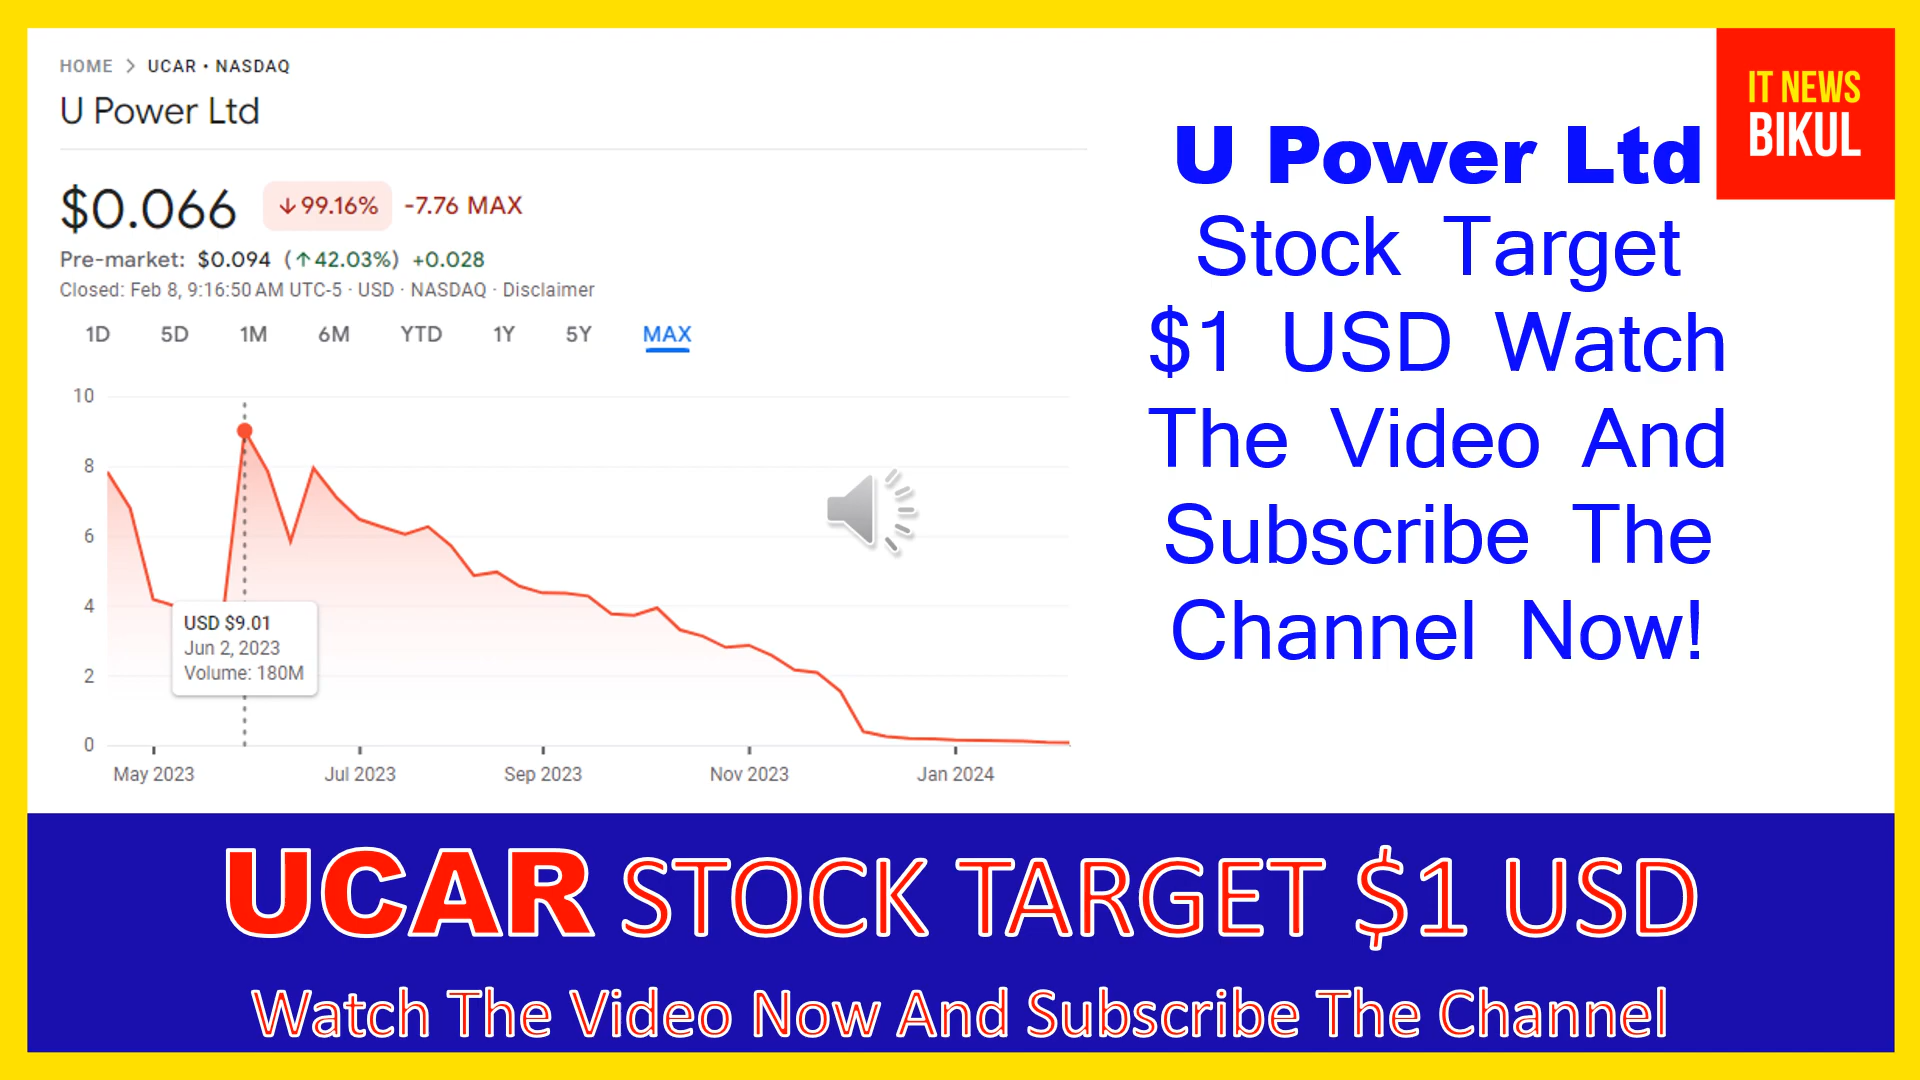 HOME > UCAR • NASDAQ
U Power Ltd
$0.066 ↓99.16% -7.76 MAX
Pre-market: $0.094 (↑42.03%) +0.028
Closed: Feb 8, 9:16:50 AM UTC-5 · USD · NASDAQ · Disclaimer
1D 5D 1M 6M YTD 1Y 5Y MAX
10
8
6
4
2
0
USD $9.01
Jun 2, 2023
Volume: 180M
May 2023 Jul 2023 Sep 2023 Nov 2023 Jan 2024
IT NEWS
BIKUL
U Power Ltd
Stock Target
$1 USD Watch
The Video And
Subscribe The
Channel Now!
UCAR STOCK TARGET $1 USD
Watch The Video Now And Subscribe The Channel